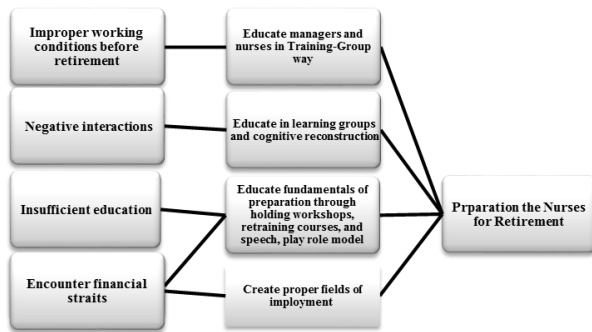 Improper working
conditions before
retirement
Educate managers and
nurses in Training-Group
way
Negative interactions
Educate in learning groups
and cognitive reconstruction
Insufficient education
Educate fundamentals of
preparation through
holding workshops,
retraining courses, and
speech, play role model
Prparation the Nurses
for Retirement
Encounter financial
straits
Create proper fields of
imployment